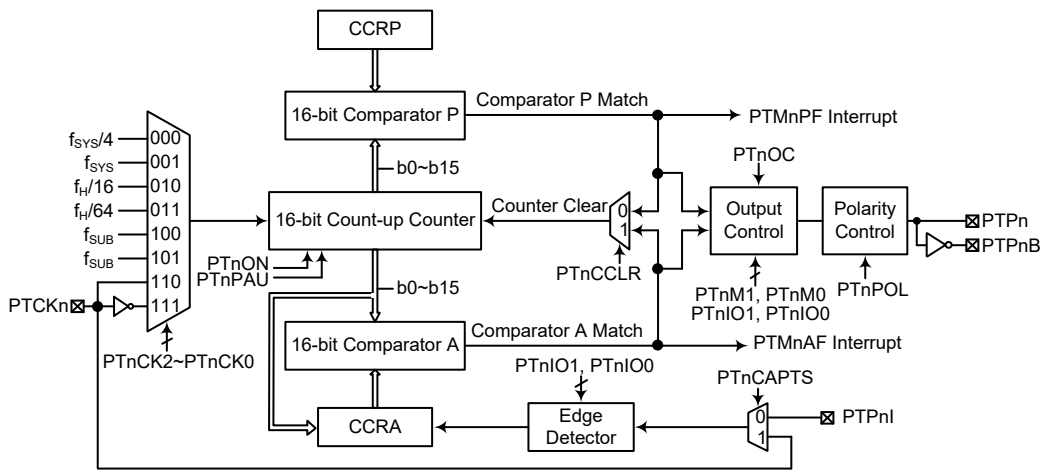 CCRP
16-bit Comparator P
Comparator P Match
PTMnPF Interrupt
fSYS/4
000
fSYS
001
fH/16
010
fH/64
011
fSUB
100
fSUB
101
110
111
PTCKn
PTnCK2~PTnCK0
b0~b15
16-bit Count-up Counter
PTnON
PTnPAU
Counter Clear
0
1
PTnCCLR
PTnOC
Output
Control
PTnM1, PTnM0
PTnIO1, PTnIO0
Polarity
Control
PTnPOL
PTPn
PTPnB
b0~b15
16-bit Comparator A
Comparator A Match
PTMnAF Interrupt
CCRA
PTnIO1, PTnIO0
Edge
Detector
PTnCAPTS
0
1
PTPnI